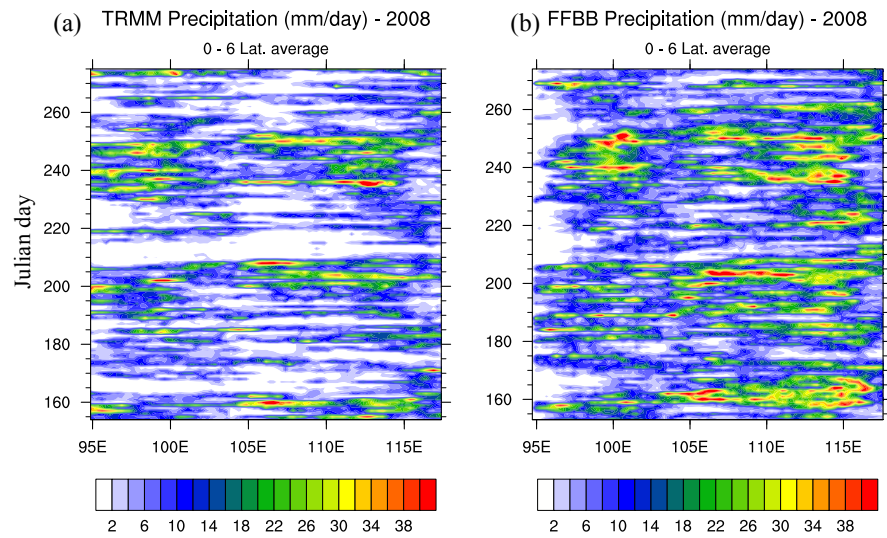 (a) TRMM Precipitation (mm/day) - 2008
0 - 6 Lat. average
Julian day
260
240
220
200
180
160
95E 100E 105E 110E 115E
2 6 10 14 18 22 26 30 34 38
(b) FFBB Precipitation (mm/day) - 2008
0 - 6 Lat. average
260
240
220
200
180
160
95E 100E 105E 110E 115E
2 6 10 14 18 22 26 30 34 38